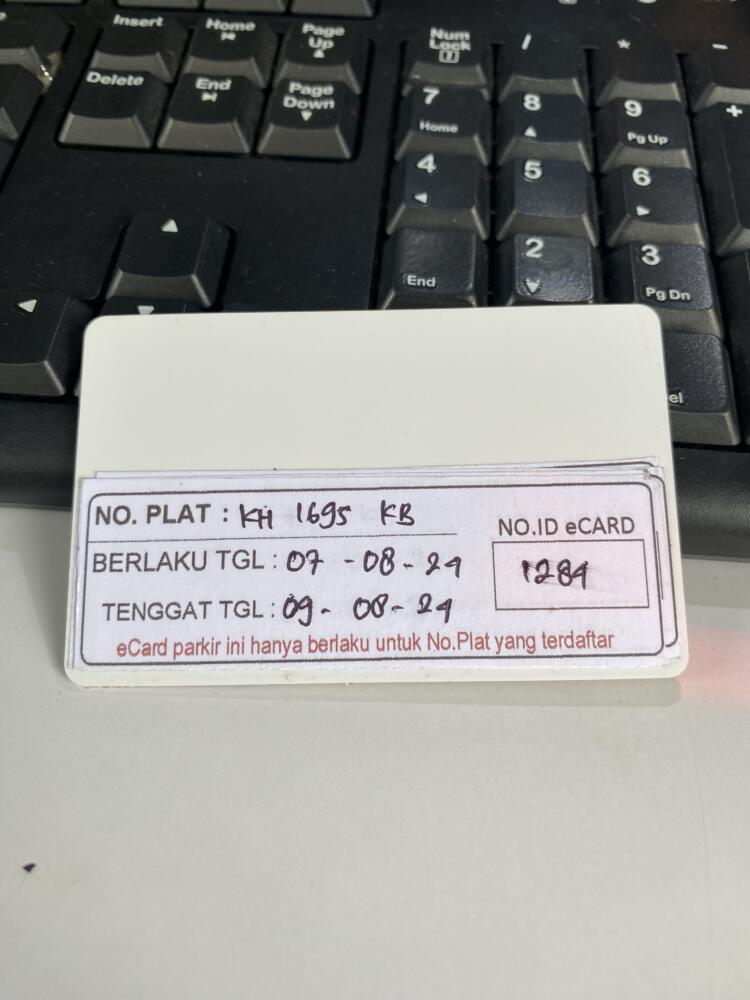 Insert Home Page Up Num Lock / * -
Delete End Page Down 7 Home 8 9 Pg Up +
4 5 6
End 2 3 Pg Dn
el
NO. PLAT : KH 1695 KB
NO.ID eCARD
BERLAKU TGL : 07 - 08 - 24
1284
TENGGAT TGL : 09 - 08 - 24
eCard parkir ini hanya berlaku untuk No.Plat yang terdaftar